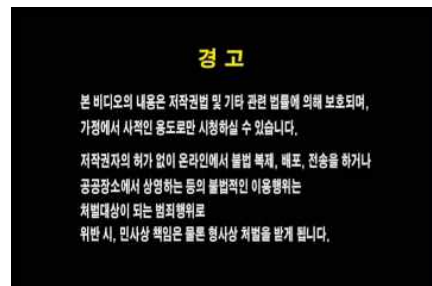 경고
본 비디오의 내용은 저작권법 및 기타 관련 법률에 의해 보호되며,
가정에서 사적인 용도로만 시청하실 수 있습니다.
저작권자의 허가 없이 온라인에서 불법 복제, 배포, 전송을 하거나
공공장소에서 상영하는 등의 불법적인 이용행위는
처벌대상이 되는 범죄행위로
위반 시, 민사상 책임은 물론 형사상 처벌을 받게 됩니다.